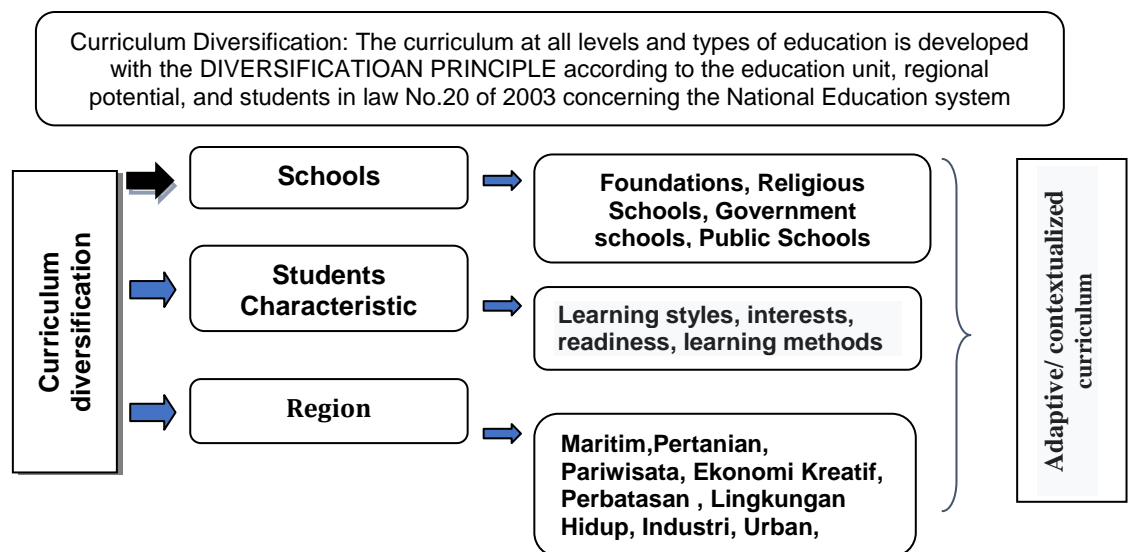 Curriculum Diversification: The curriculum at all levels and types of education is developed
with the DIVERSIFICATIOAN PRINCIPLE according to the education unit, regional
potential, and students in law No.20 of 2003 concerning the National Education system
Curriculum
diversification
Schools
Foundations, Religious
Schools, Government
schools, Public Schools
Students
Characteristic
Learning styles, interests,
readiness, learning methods
Region
Maritim,Pertanian,
Pariwisata, Ekonomi Kreatif,
Perbatasan , Lingkungan
Hidup, Industri, Urban,
Adaptive/ contextualized
curriculum